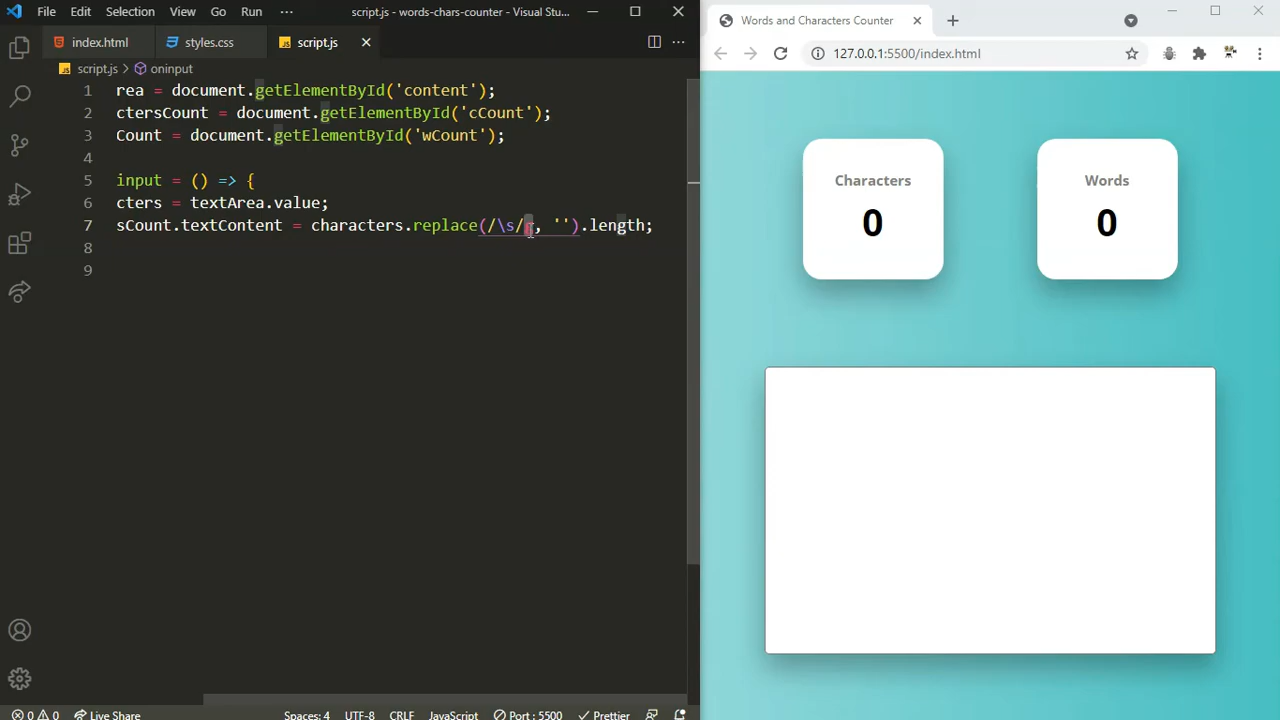 File Edit Selection View Go Run ··· script.js - words-chars-counter - Visual Stu...
index.html styles.css script.js
script.js > oninput
1 rea = document.getElementById('content');
2 ctersCount = document.getElementById('cCount');
3 Count = document.getElementById('wCount');
4
5 input = () => {
6 cters = textArea.value;
7 sCount.textContent = characters.replace(/\s/g, '').length;
8
9
0 0 Live Share Spaces: 4 UTF-8 CRLF JavaScript Port : 5500 Prettier
Words and Characters Counter
127.0.0.1:5500/index.html
Characters Words
0 0